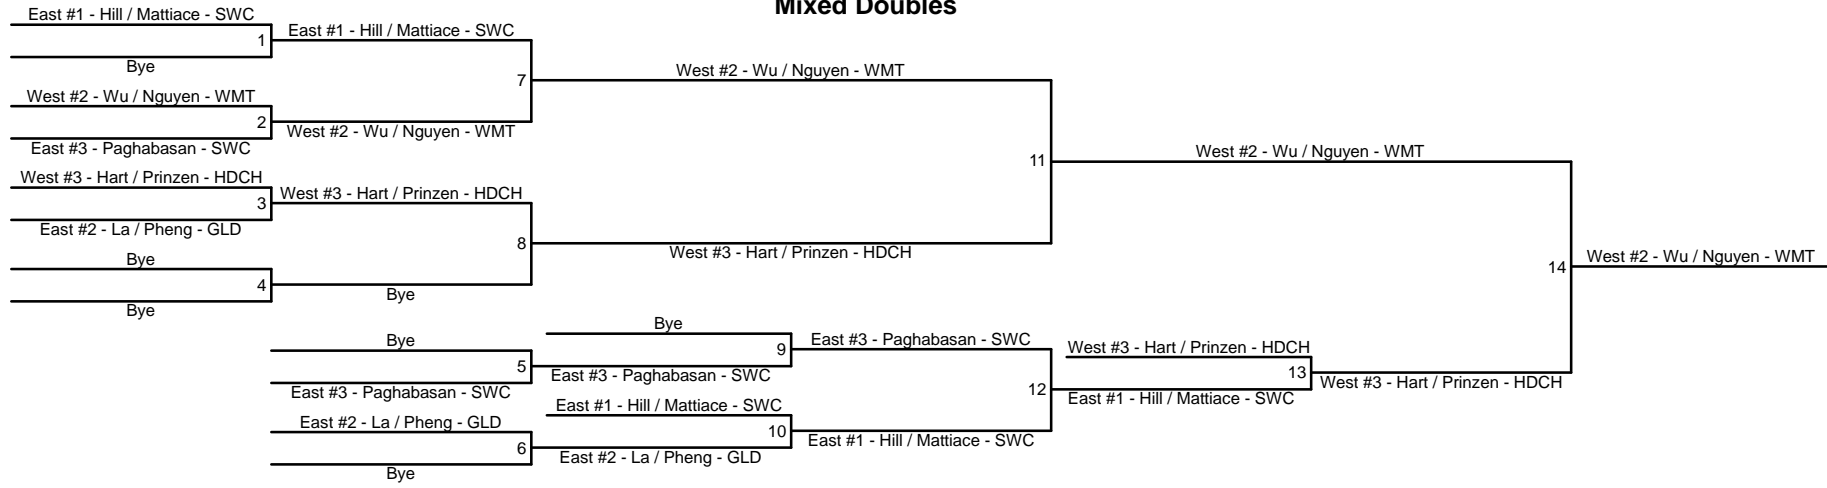 Mixed Doubles
East #1 - Hill / Mattiace - SWC
1
East #1 - Hill / Mattiace - SWC
Bye
7
West #2 - Wu / Nguyen - WMT
West #2 - Wu / Nguyen - WMT
2
West #2 - Wu / Nguyen - WMT
East #3 - Paghabasan - SWC
11
West #2 - Wu / Nguyen - WMT
West #3 - Hart / Prinzen - HDCH
3
West #3 - Hart / Prinzen - HDCH
East #2 - La / Pheng - GLD
8
West #3 - Hart / Prinzen - HDCH
Bye
4
Bye
Bye
14
West #2 - Wu / Nguyen - WMT
Bye
5
East #3 - Paghabasan - SWC
Bye
9
East #3 - Paghabasan - SWC
East #3 - Paghabasan - SWC
West #3 - Hart / Prinzen - HDCH
13
West #3 - Hart / Prinzen - HDCH
12
East #1 - Hill / Mattiace - SWC
East #1 - Hill / Mattiace - SWC
10
East #1 - Hill / Mattiace - SWC
East #2 - La / Pheng - GLD
6
East #2 - La / Pheng - GLD
Bye